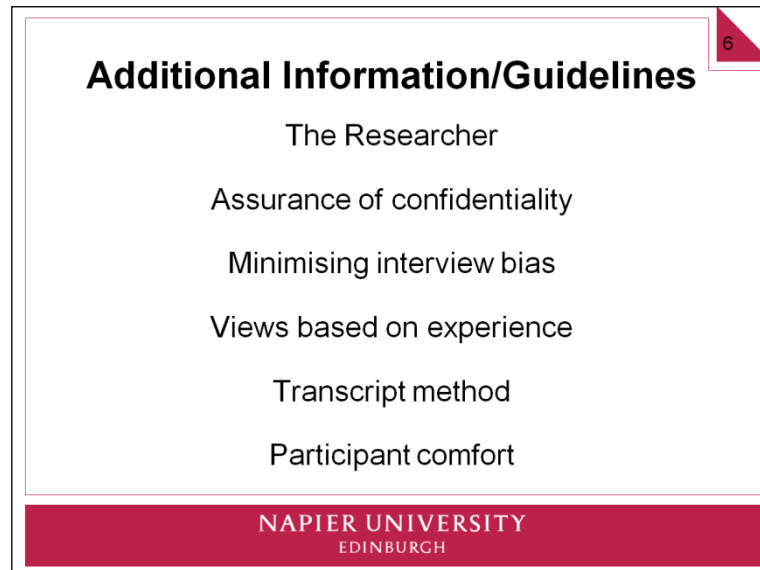 6
Additional Information/Guidelines
The Researcher
Assurance of confidentiality
Minimising interview bias
Views based on experience
Transcript method
Participant comfort
NAPIER UNIVERSITY
EDINBURGH